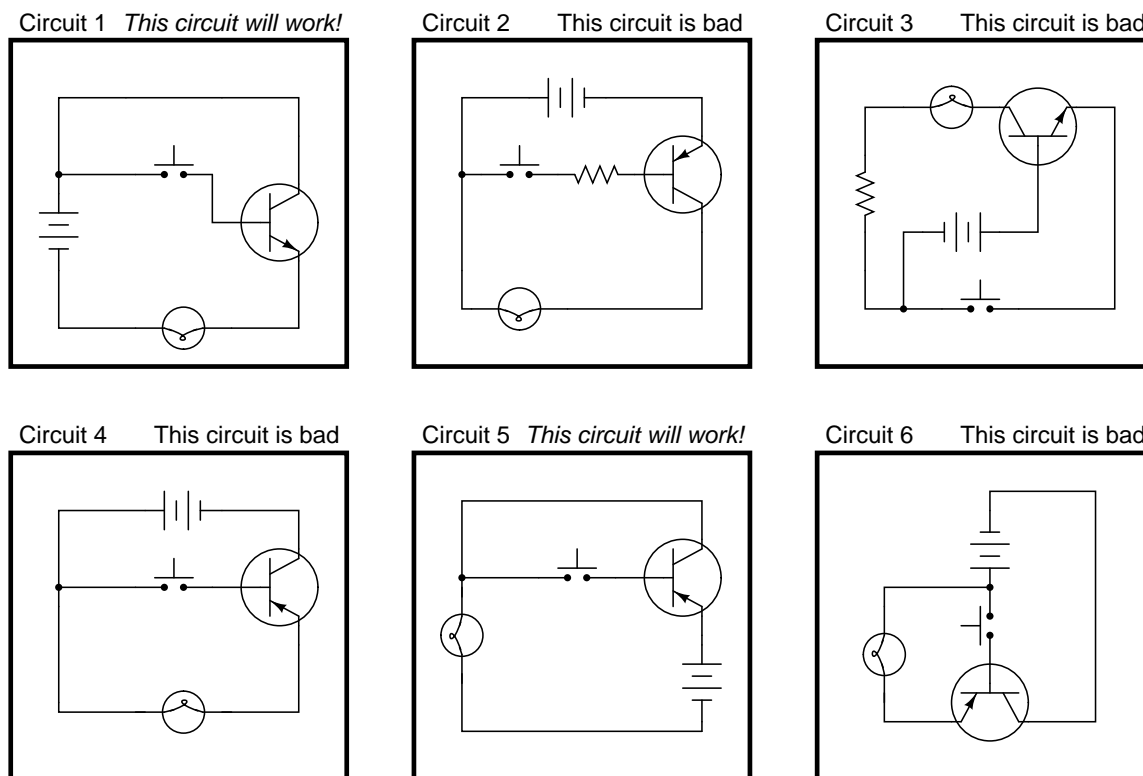 Circuit 1 This circuit will work!
Circuit 2 This circuit is bad
Circuit 3 This circuit is bad
Circuit 4 This circuit is bad
Circuit 5 This circuit will work!
Circuit 6 This circuit is bad